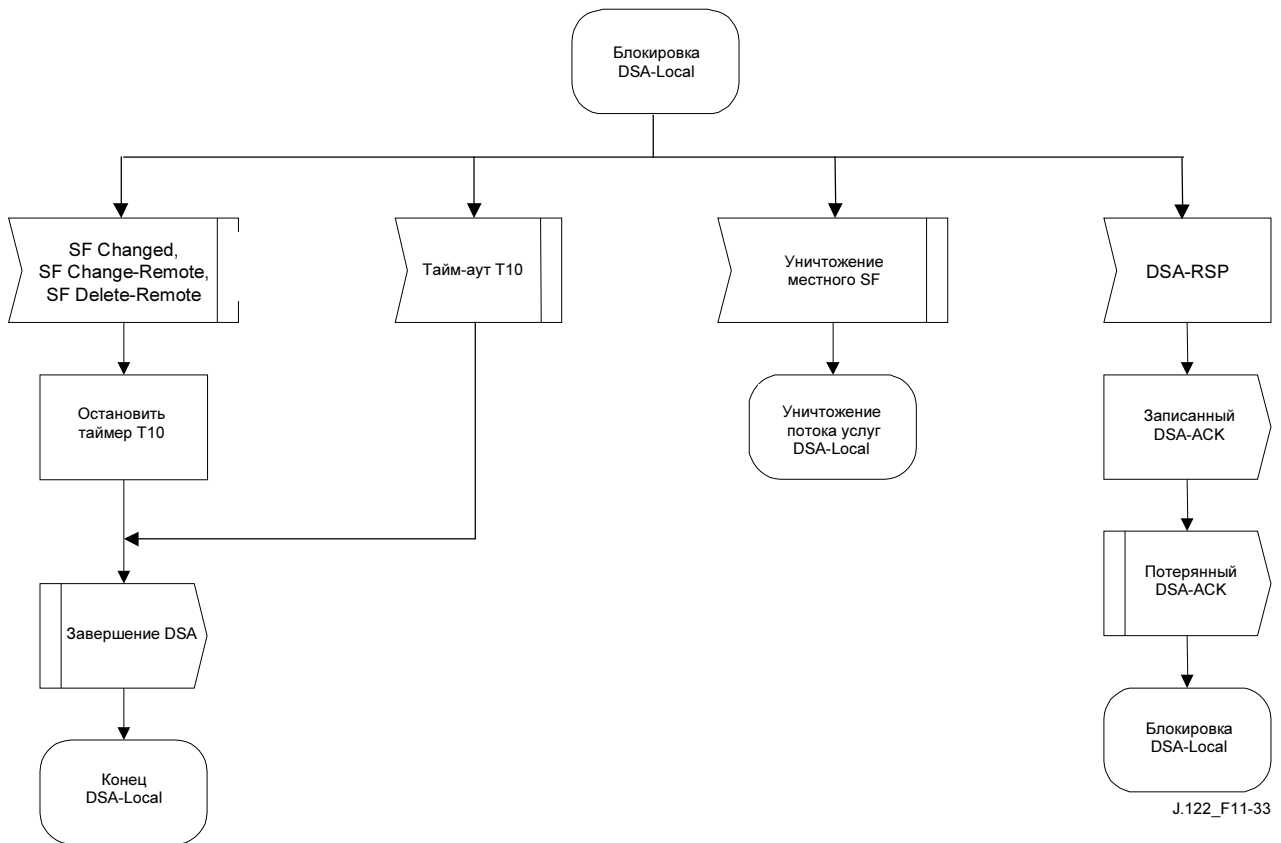 Блокировка
DSA-Local
SF Changed,
SF Change-Remote,
SF Delete-Remote
Тайм-аут T10
Уничтожение
местного SF
DSA-RSP
Остановить
таймер T10
Уничтожение
потока услуг
DSA-Local
Записанный
DSA-ACK
Потерянный
DSA-ACK
Завершение DSA
Блокировка
DSA-Local
Конец
DSA-Local
J.122_F11-33